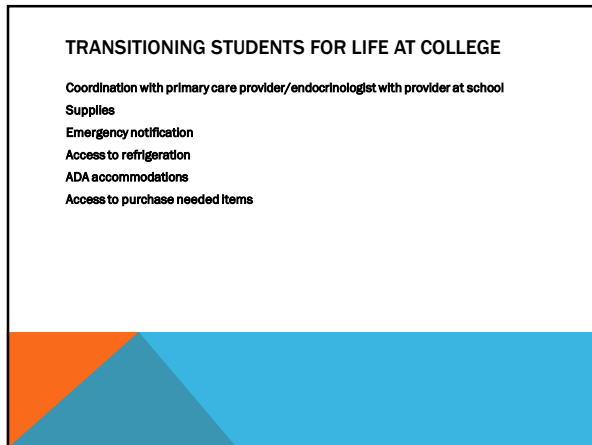 TRANSITIONING STUDENTS FOR LIFE AT COLLEGE
Coordination with primary care provider/endocrinologist with provider at school
Supplies
Emergency notification
Access to refrigeration
ADA accommodations
Access to purchase needed items